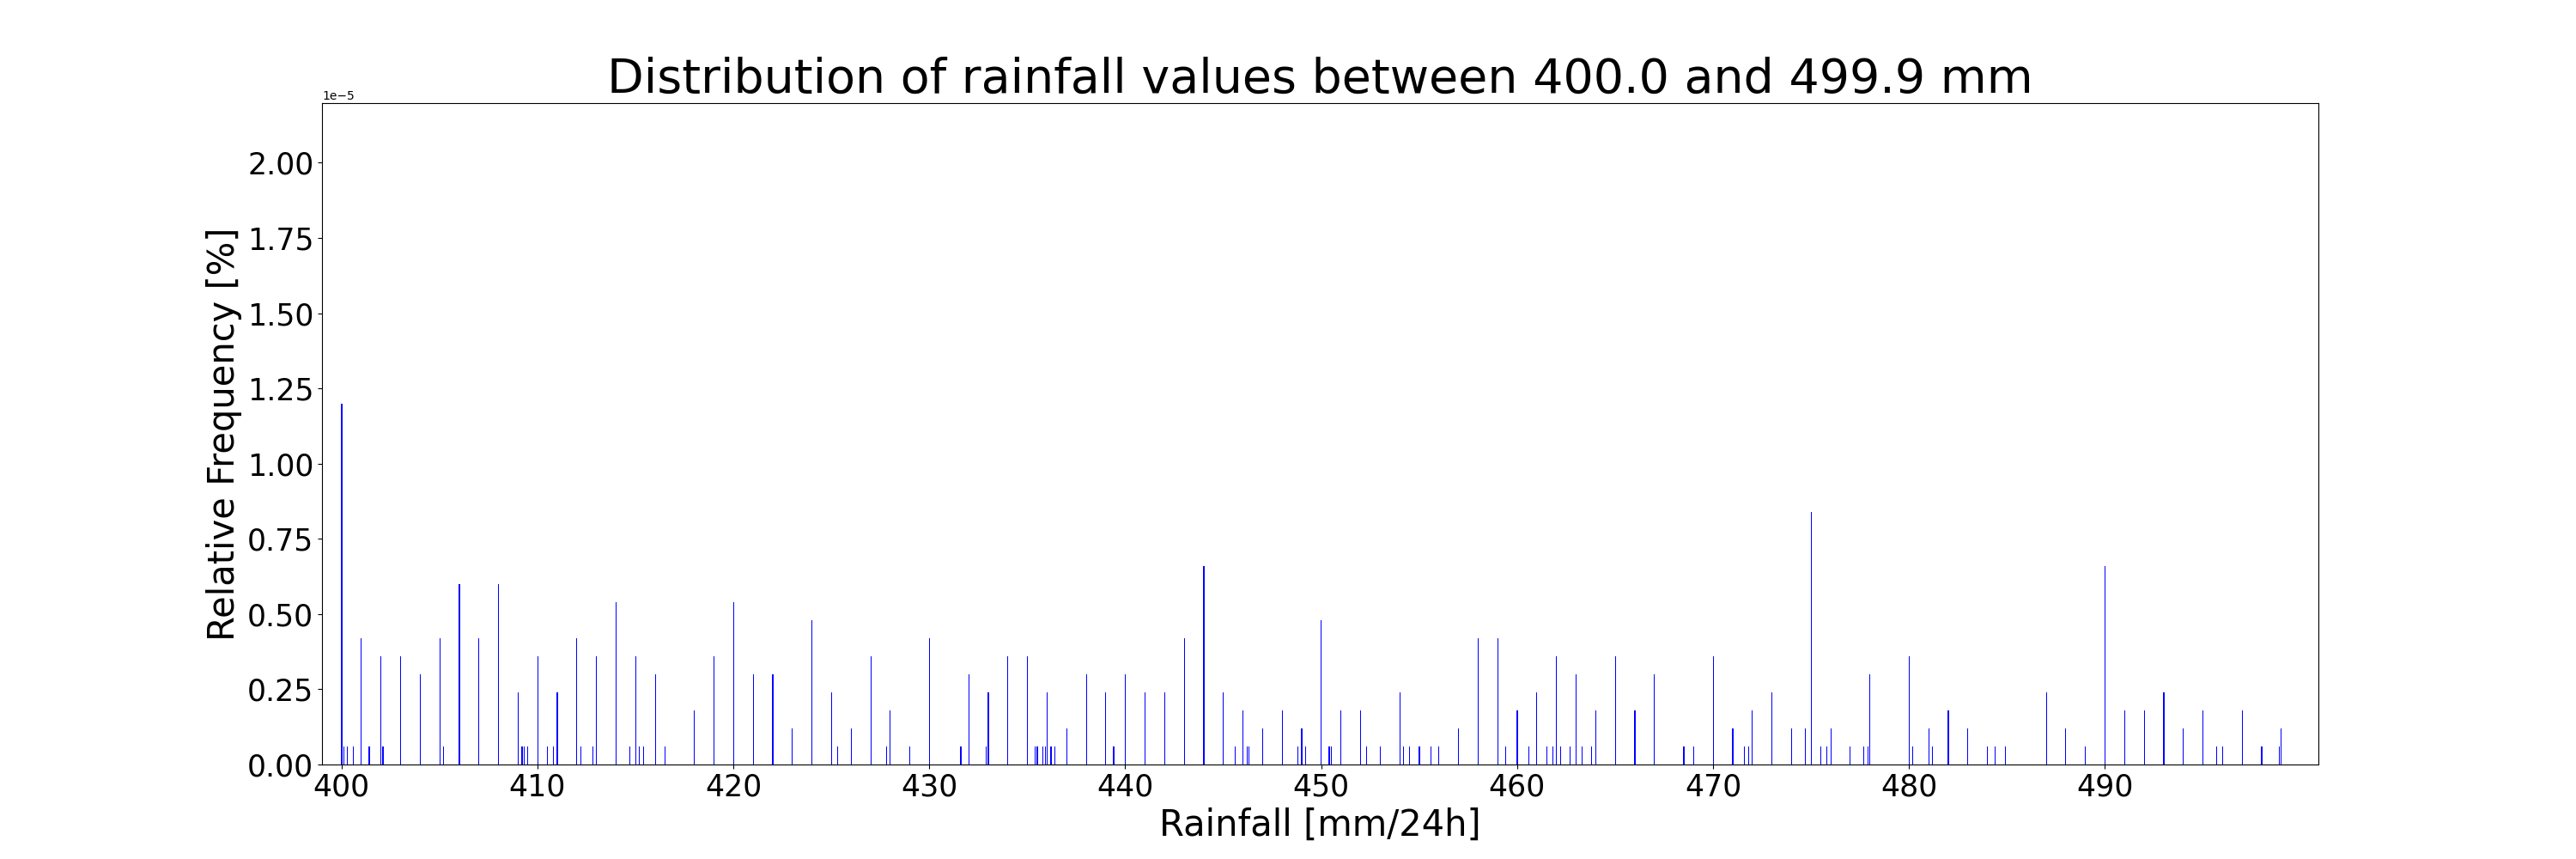 Distribution of rainfall values between 400.0 and 499.9 mm
1e−5
2.00
1.75
1.50
1.25
1.00
0.75
0.50
0.25
0.00
Relative Frequency [%]
400 410 420 430 440 450 460 470 480 490
Rainfall [mm/24h]